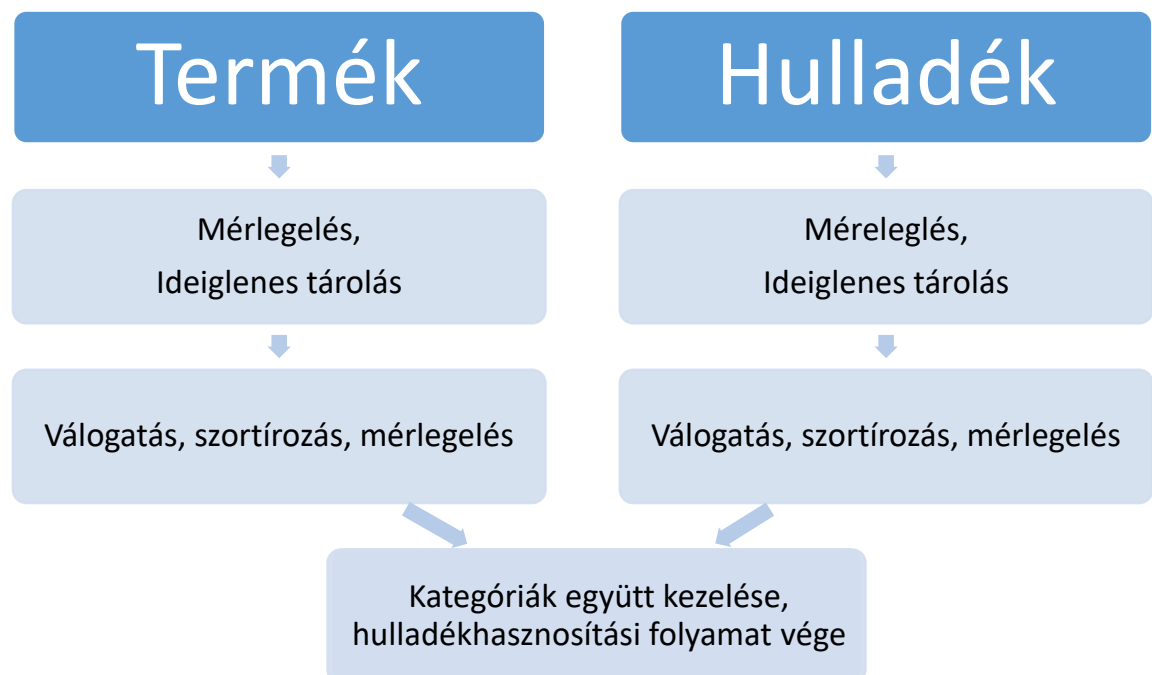 Termék
Mérlegelés,
Ideiglenes tárolás
Válogatás, szortírozás, mérlegelés
Hulladék
Méreleglés,
Ideiglenes tárolás
Válogatás, szortírozás, mérlegelés
Kategóriák együtt kezelése,
hulladékhasznosítási folyamat vége